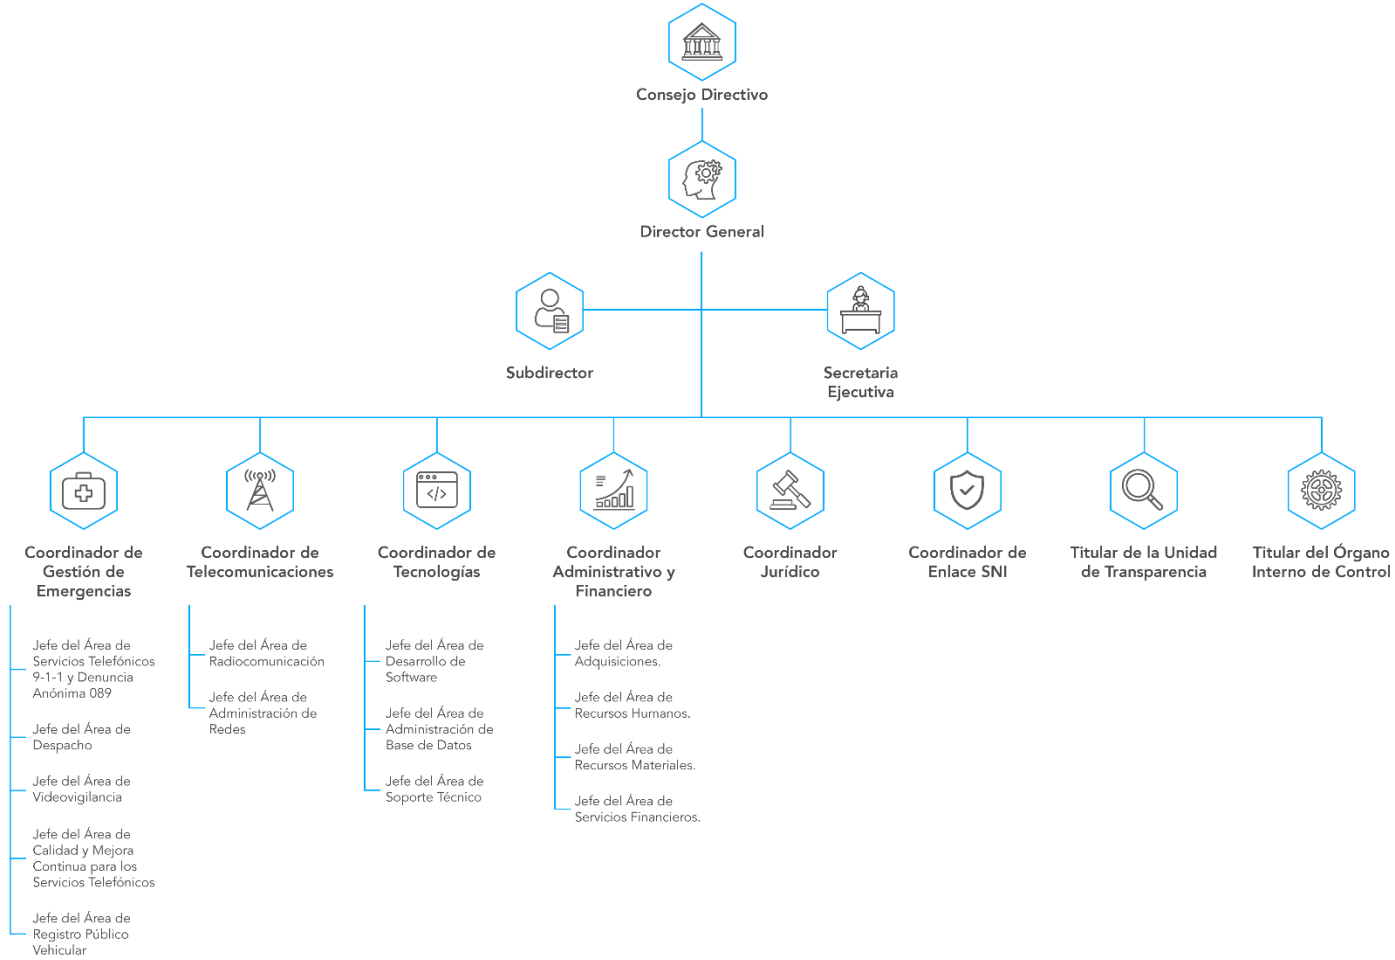 Consejo Directivo
Director General
Subdirector
Secretaria
Ejecutiva
Coordinador de
Gestión de
Emergencias
Jefe del Área de
Servicios Telefónicos
9-1-1 y Denuncia
Anónima 089
Jefe del Área de
Despacho
Jefe del Área de
Videovigilancia
Jefe del Área de
Calidad y Mejora
Continua para los
Servicios Telefónicos
Jefe del Área de
Registro Público
Vehicular
Coordinador de
Telecomunicaciones
Jefe del Área de
Radiocomunicación
Jefe del Área de
Administración de
Redes
Coordinador de
Tecnologías
Jefe del Área de
Desarrollo de
Software
Jefe del Área de
Administración de
Base de Datos
Jefe del Área de
Soporte Técnico
Coordinador
Administrativo y
Financiero
Jefe del Área de
Adquisiciones.
Jefe del Área de
Recursos Humanos.
Jefe del Área de
Recursos Materiales.
Jefe del Área de
Servicios Financieros.
Coordinador
Jurídico
Coordinador de
Enlace SNI
Titular de la Unidad
de Transparencia
Titular del Órgano
Interno de Control